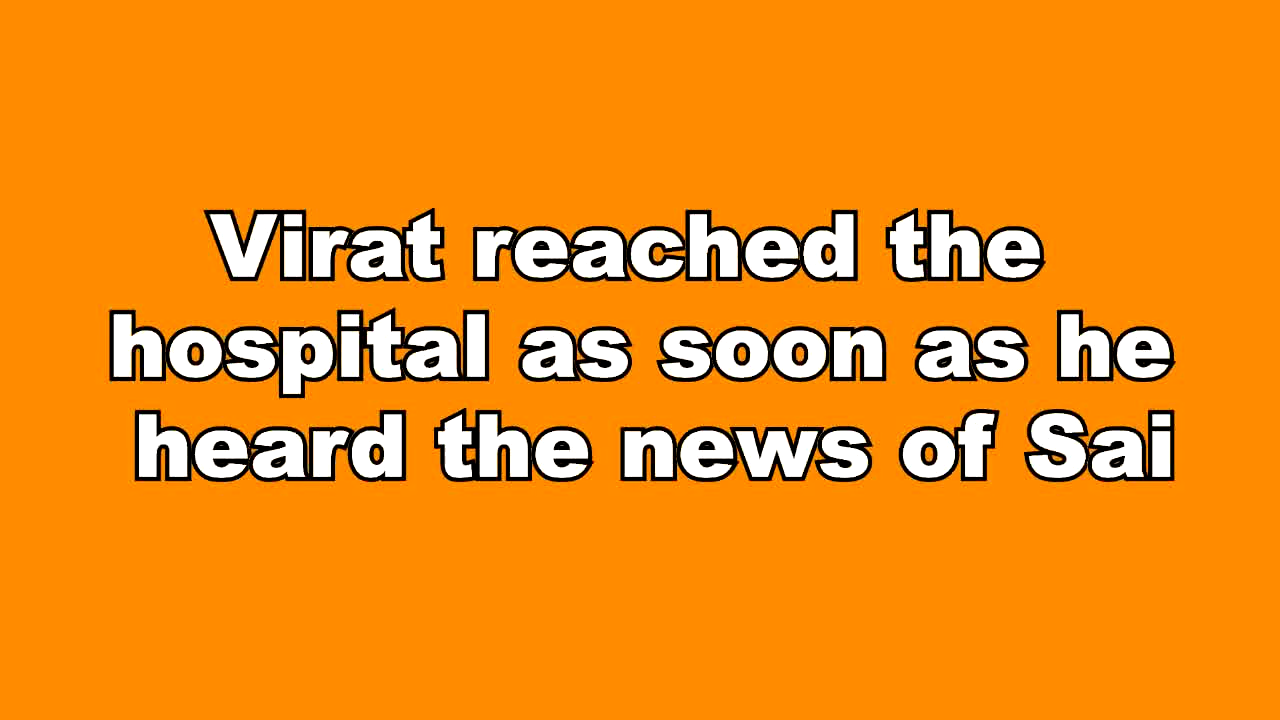 Virat reached the
hospital as soon as he
heard the news of Sai